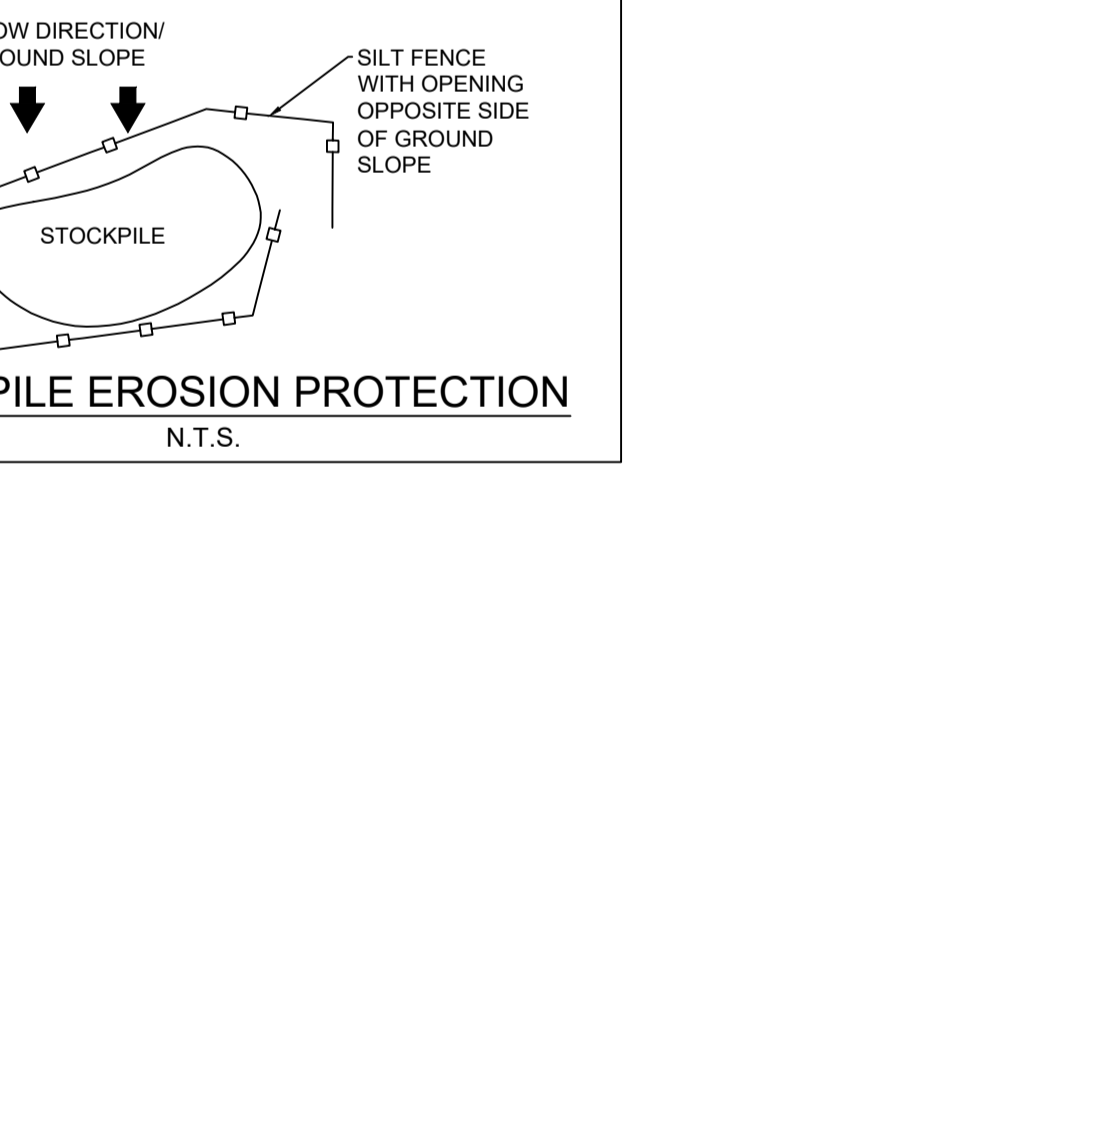 OW DIRECTION/
OUND SLOPE
SILT FENCE
WITH OPENING
OPPOSITE SIDE
OF GROUND
SLOPE
STOCKPILE
PILE EROSION PROTECTION
N.T.S.